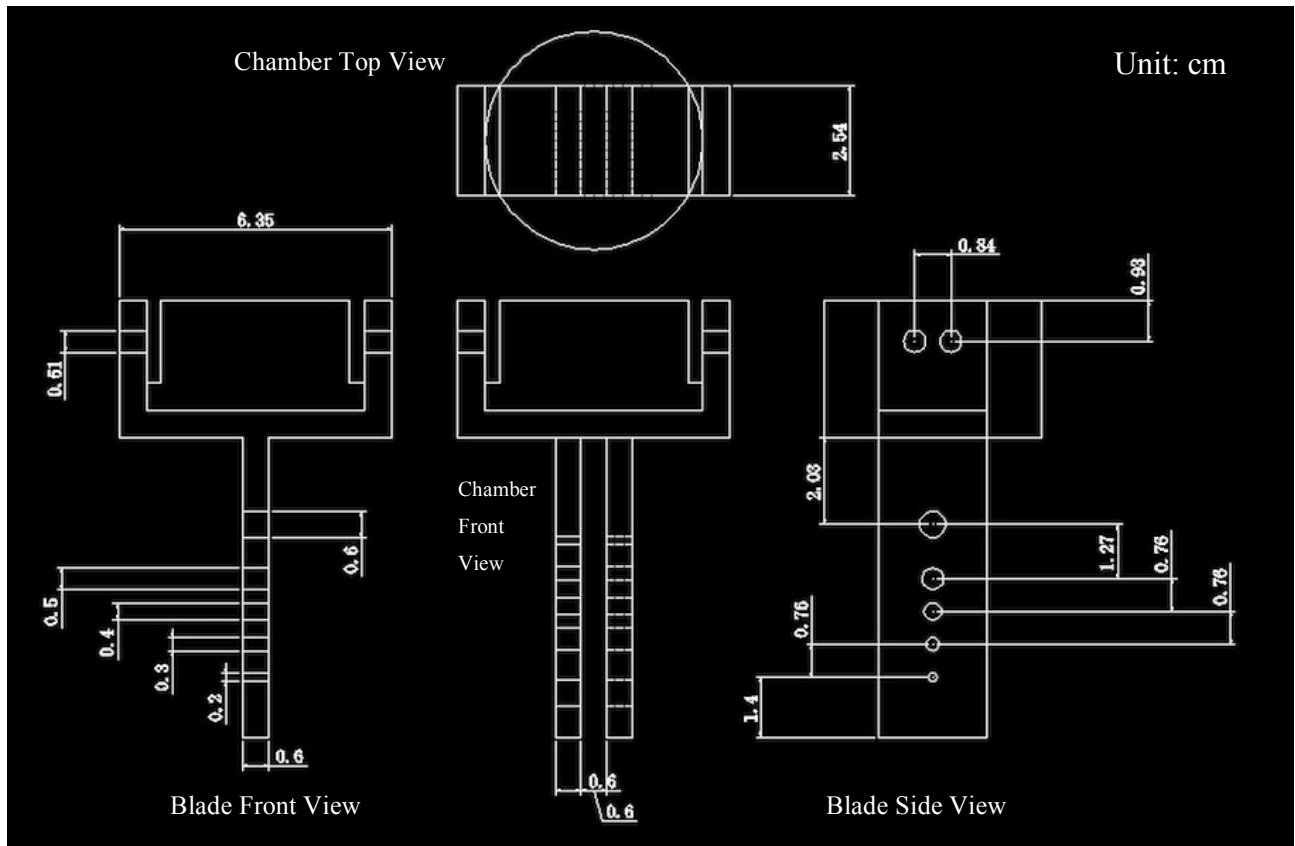 Chamber Top View
Unit: cm
2.54
6.35
0.84
0.93
0.61
Chamber
Front
View
2.03
0.6
1.27
0.76
0.76
0.5
0.4
0.76
0.3
0.2
1.4
0.6
0.6
0.6
Blade Front View
Blade Side View